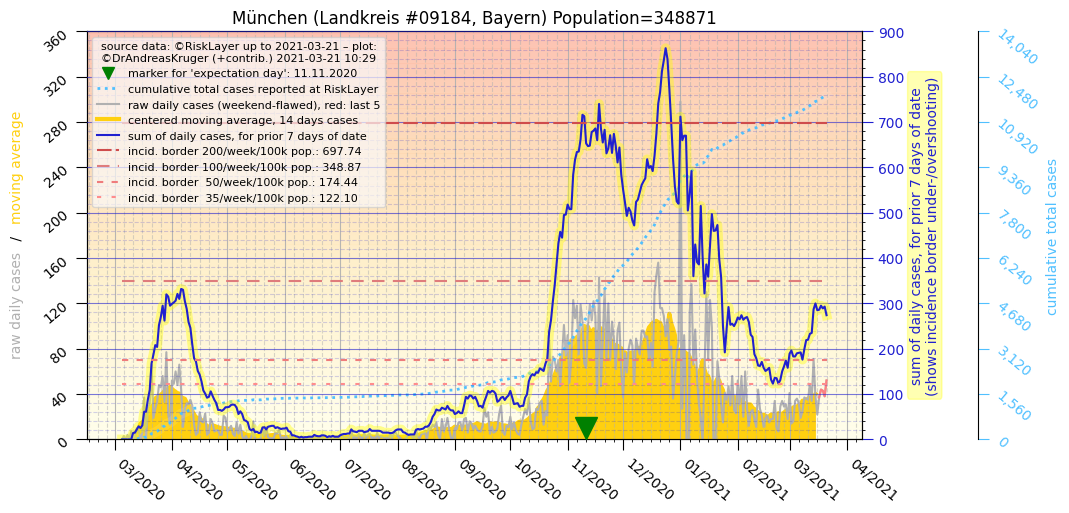 München (Landkreis #09184, Bayern) Population=348871
source data: ©RiskLayer up to 2021-03-21 – plot:
©DrAndreasKruger (+contrib.) 2021-03-21 10:29
marker for 'expectation day': 11.11.2020
cumulative total cases reported at RiskLayer
raw daily cases (weekend-flawed), red: last 5
centered moving average, 14 days cases
sum of daily cases, for prior 7 days of date
incid. border 200/week/100k pop.: 697.74
incid. border 100/week/100k pop.: 348.87
incid. border  50/week/100k pop.: 174.44
incid. border  35/week/100k pop.: 122.10
raw daily cases  /  moving average
360
320
280
240
200
160
120
80
40
0
03/2020
04/2020
05/2020
06/2020
07/2020
08/2020
09/2020
10/2020
11/2020
12/2020
01/2021
02/2021
03/2021
04/2021
900
800
700
600
500
400
300
200
100
0
sum of daily cases, for prior 7 days of date
(shows incidence border under-/overshooting)
14,040
12,480
10,920
9,360
7,800
6,240
4,680
3,120
1,560
0
cumulative total cases